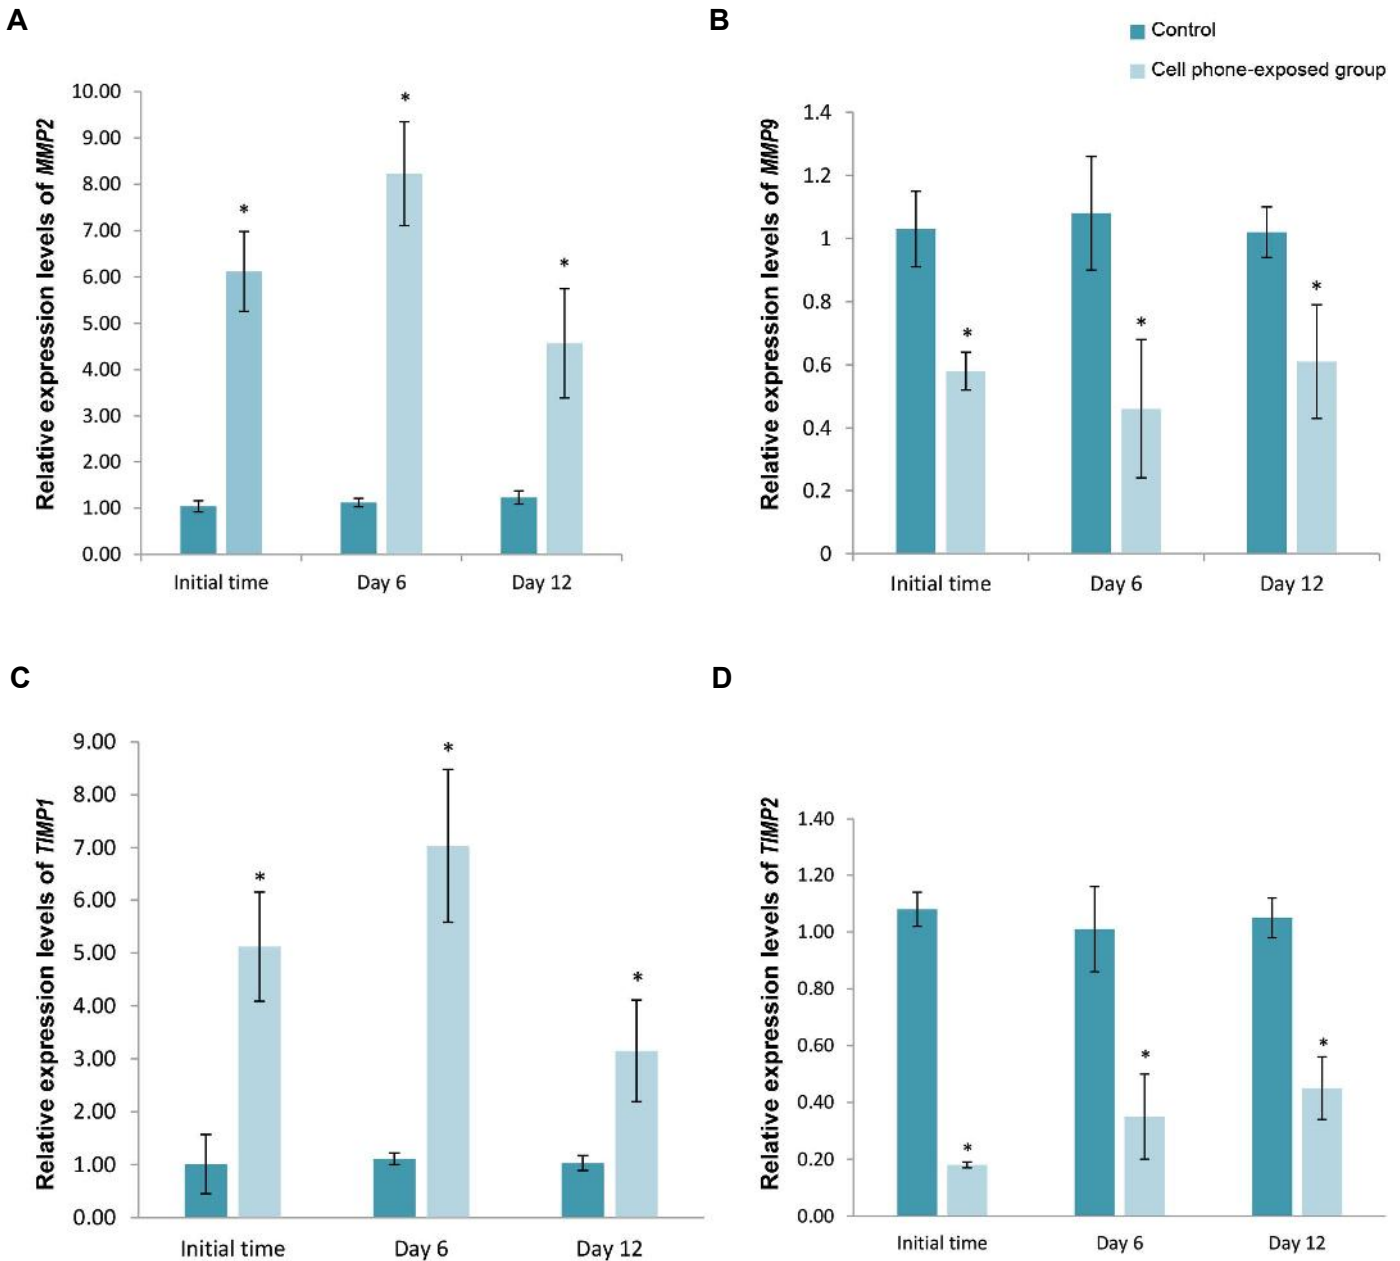 A
Relative expression levels of MMP2
10.00
9.00
8.00
7.00
6.00
5.00
4.00
3.00
2.00
1.00
0.00
*
*
*
Initial time
Day 6
Day 12
B
Control
Cell phone-exposed group
Relative expression levels of MMP9
1.4
1.2
1
0.8
0.6
0.4
0.2
0
*
*
*
Initial time
Day 6
Day 12
C
Relative expression levels of TIMP1
9.00
8.00
7.00
6.00
5.00
4.00
3.00
2.00
1.00
0.00
*
*
*
Initial time
Day 6
Day 12
D
Relative expression levels of TIMP2
1.40
1.20
1.00
0.80
0.60
0.40
0.20
0.00
*
*
*
Initial time
Day 6
Day 12